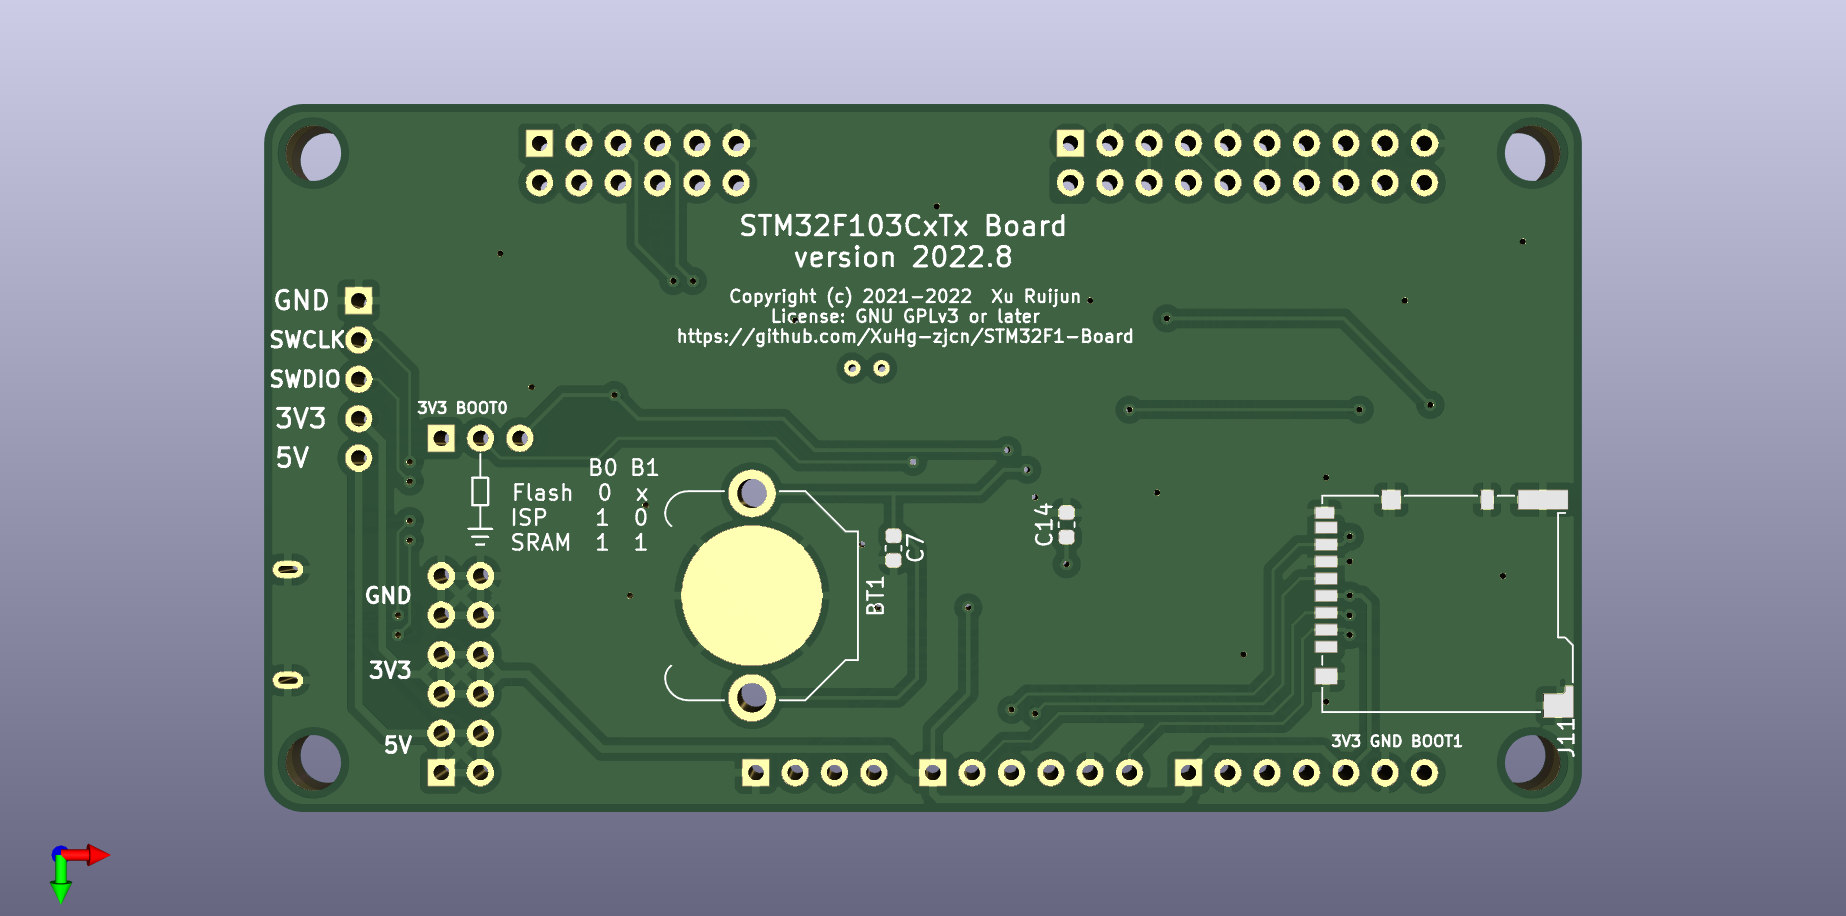 STM32F103CxTx Board
version 2022.8
Copyright (c) 2021-2022  Xu Ruijun
License: GNU GPLv3 or later
https://github.com/XuHg-zjcn/STM32F1-Board
GND
SWCLK
SWDIO
3V3
5V
3V3 BOOT0
B0 B1
Flash 0 x
ISP 1 0
SRAM 1 1
C14
C7
BT1
GND
3V3
5V
3V3 GND BOOT1
J11